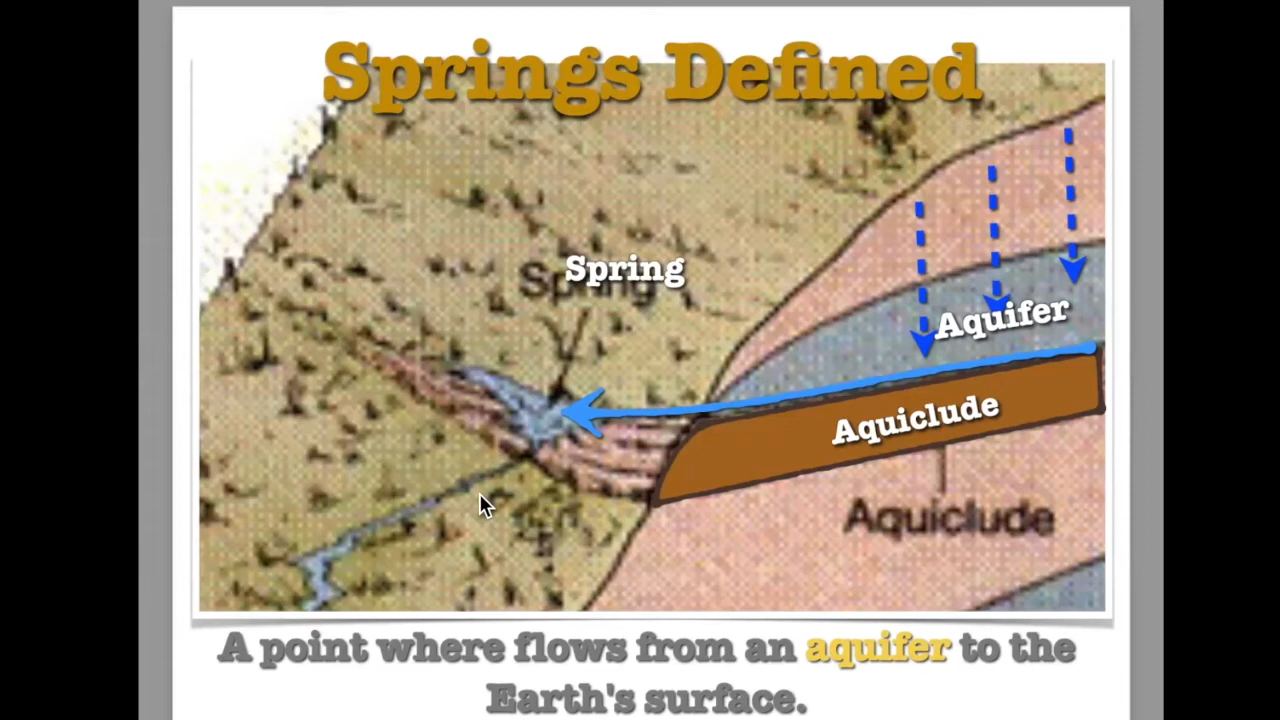 Springs Defined
Spring
Spring
Aquifer
Aquiclude
Aquiclude
A point where flows from an aquifer to the
Earth's surface.